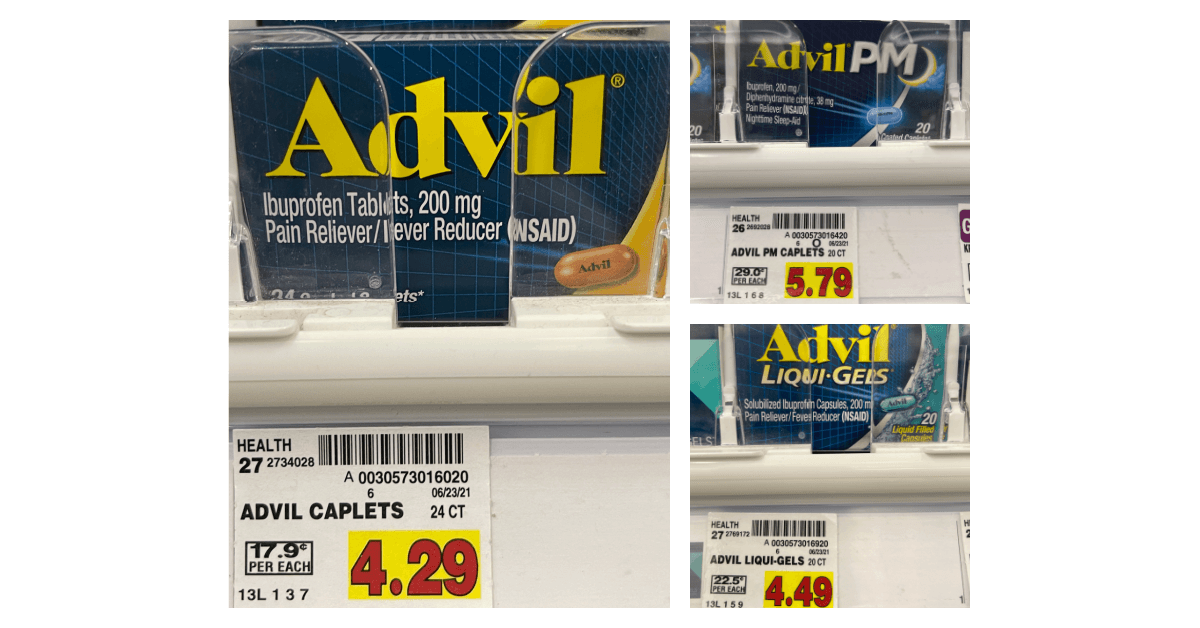 Advil®
Ibuprofen Tablets, 200 mg
Pain Reliever/Fever Reducer (NSAID)
Advil
HEALTH
27 2734028
A 0030573016020
6 06/23/21
ADVIL CAPLETS 24 CT
17.9¢
PER EACH
4.29
13L 1 3 7
Advil PM
Ibuprofen, 200 mg/
Diphenhydramine citrate, 38 mg
Pain Reliever (NSAID)/
Nighttime Sleep-Aid
20
20
Coated Caplets
HEALTH
26 2692028
A 0030573016420
6 O 06/23/21
ADVIL PM CAPLETS 20 CT
29.0¢
PER EACH
5.79
13L 1 6 8
Advil
LIQUI·GELS
Solubilized Ibuprofen Capsules, 200 m
Pain Reliever/Fever Reducer (NSAID)
Advil
20
Liquid Filled
Capsules
HEALTH
27 2769172
A 0030573016920
6 06/23/21
ADVIL LIQUI-GELS 20 CT
22.5¢
PER EACH
4.49
13L 1 5 9